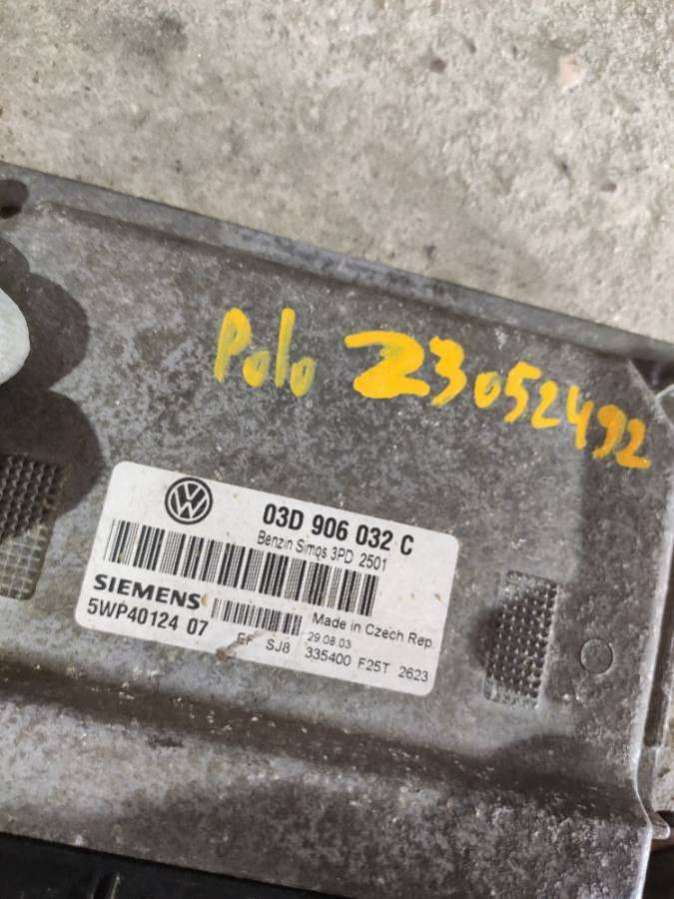 Polo 23052492
03D 906 032 C
Benzin Simos 3PD 2501
SIEMENS
5WP40124 07
Made in Czech Rep.
29.08.03
EF SJ8 335400 F25T 2623